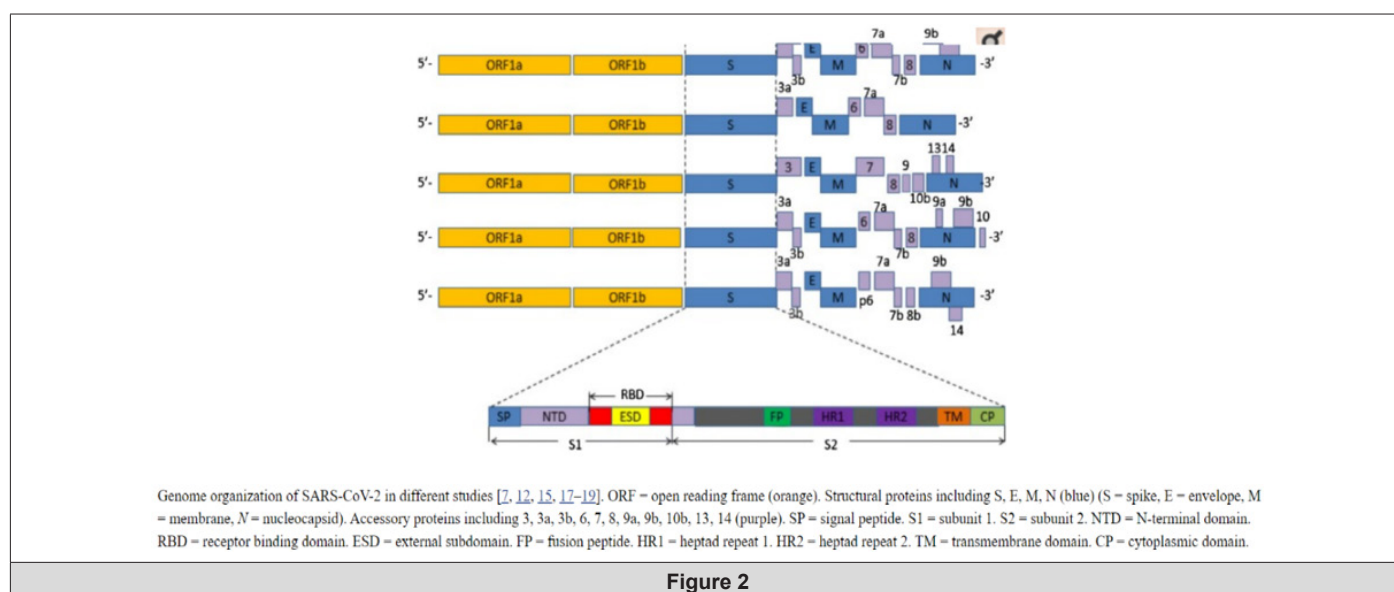 7a 9b
E 6
5'- ORF1a ORF1b S M 8 N -3'
3b 7b
3a 7a
E 6
5'- ORF1a ORF1b S M 8 N -3'
13 14
9
3 E 7
5'- ORF1a ORF1b S M 8 N -3'
10b
3a 7a 9a 9b
E 6 10
5'- ORF1a ORF1b S M 8 N -3'
3b 7b
3a 7a 9b
E
5'- ORF1a ORF1b S M N -3'
3b p6 7b 8b
14
RBD
SP NTD ESD FP HR1 HR2 TM CP
S1 S2
Genome organization of SARS-CoV-2 in different studies [7, 12, 15, 17–19]. ORF = open reading frame (orange). Structural proteins including S, E, M, N (blue) (S = spike, E = envelope, M
= membrane, N = nucleocapsid). Accessory proteins including 3, 3a, 3b, 6, 7, 8, 9a, 9b, 10b, 13, 14 (purple). SP = signal peptide. S1 = subunit 1. S2 = subunit 2. NTD = N-terminal domain.
RBD = receptor binding domain. ESD = external subdomain. FP = fusion peptide. HR1 = heptad repeat 1. HR2 = heptad repeat 2. TM = transmembrane domain. CP = cytoplasmic domain.
Figure 2